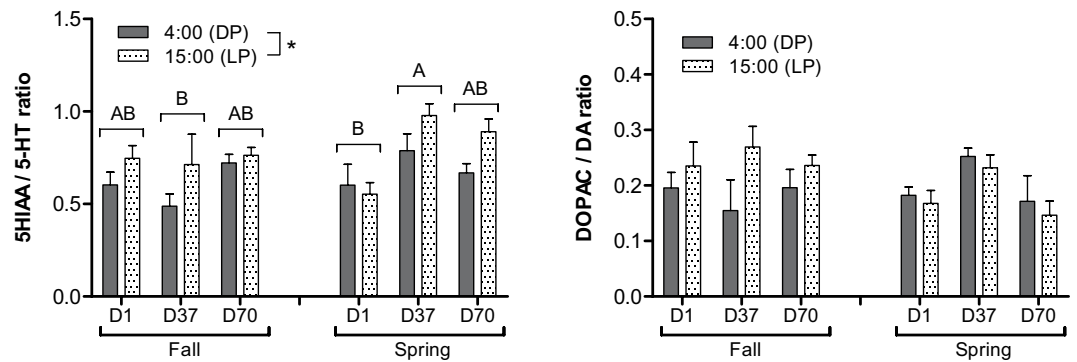 5HIAA / 5-HT ratio
1.5
1.0
0.5
0.0
4:00 (DP)
15:00 (LP)
*
AB
B
AB
B
A
AB
D1 D37 D70 D1 D37 D70
Fall Spring
DOPAC / DA ratio
0.5
0.4
0.3
0.2
0.1
0.0
4:00 (DP)
15:00 (LP)
D1 D37 D70 D1 D37 D70
Fall Spring